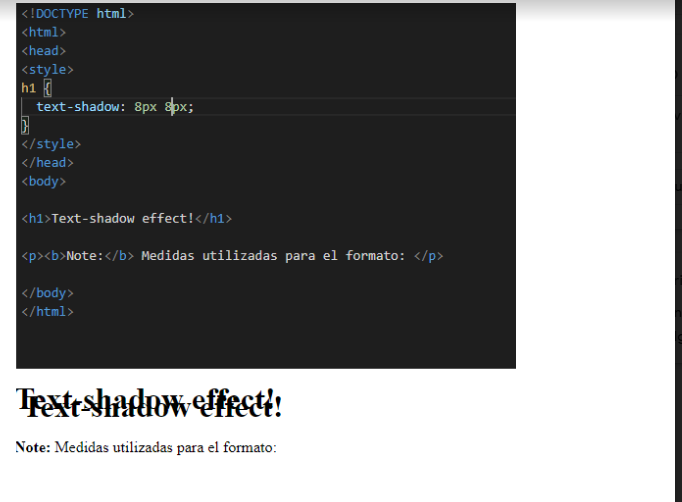 <!DOCTYPE html>
<html>
<head>
<style>
h1 {
  text-shadow: 8px 8px;
}
</style>
</head>
<body>

<h1>Text-shadow effect!</h1>

<p><b>Note:</b> Medidas utilizadas para el formato: </p>

</body>
</html>
Text-shadow effect!
Note: Medidas utilizadas para el formato: